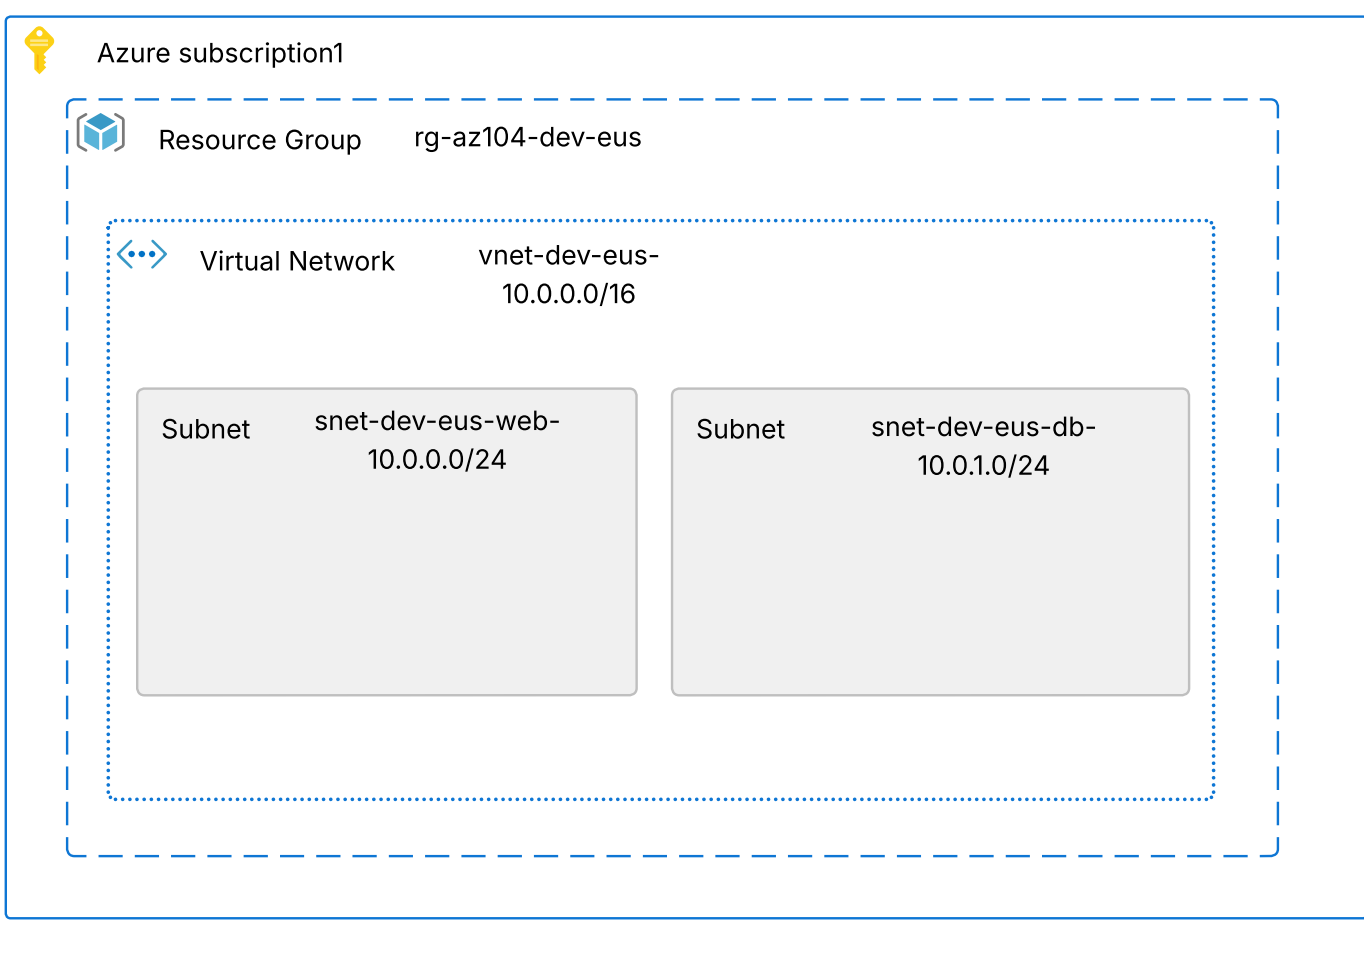 Azure subscription1
Resource Group
rg-az104-dev-eus
Virtual Network
vnet-dev-eus-
10.0.0.0/16
Subnet
snet-dev-eus-web-
10.0.0.0/24
Subnet
snet-dev-eus-db-
10.0.1.0/24